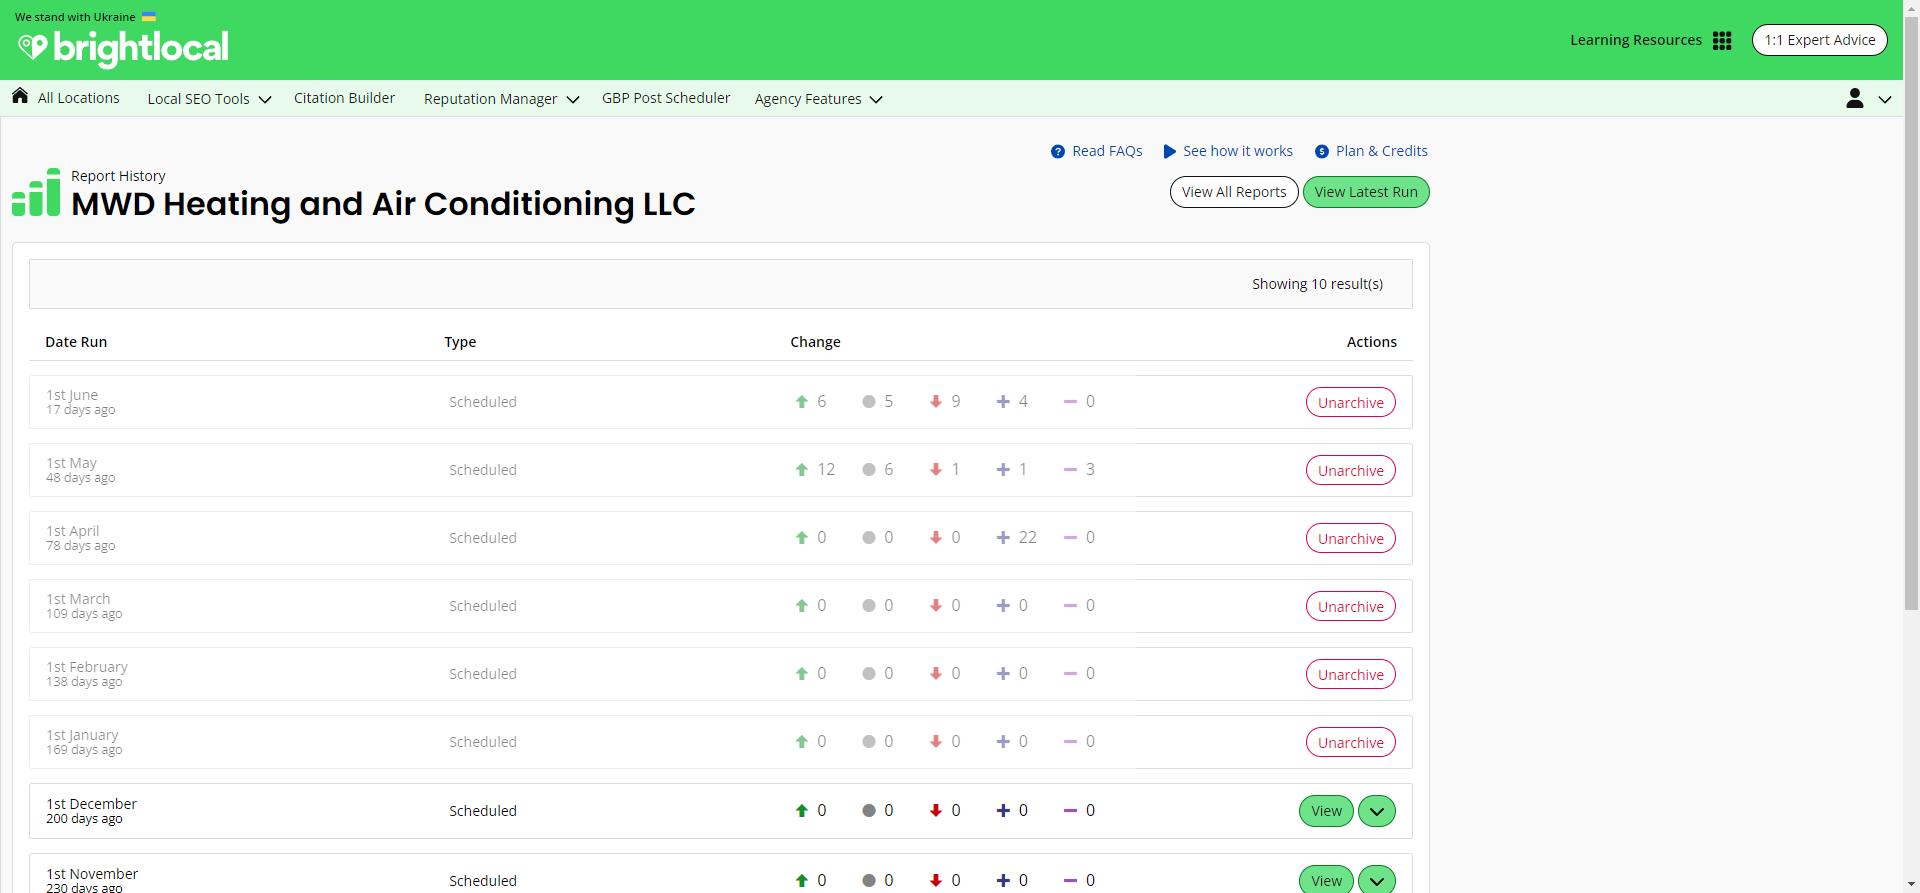 We stand with Ukraine
brightlocal
Learning Resources
1:1 Expert Advice
All Locations
Local SEO Tools
Citation Builder
Reputation Manager
GBP Post Scheduler
Agency Features
Read FAQs
See how it works
Plan & Credits
Report History
MWD Heating and Air Conditioning LLC
View All Reports
View Latest Run
Showing 10 result(s)
Date Run Type Change Actions
1st June
17 days ago
Scheduled 6 5 9 4 0 Unarchive
1st May
48 days ago
Scheduled 12 6 1 1 3 Unarchive
1st April
78 days ago
Scheduled 0 0 0 22 0 Unarchive
1st March
109 days ago
Scheduled 0 0 0 0 0 Unarchive
1st February
138 days ago
Scheduled 0 0 0 0 0 Unarchive
1st January
169 days ago
Scheduled 0 0 0 0 0 Unarchive
1st December
200 days ago
Scheduled 0 0 0 0 0 View
1st November
230 days ago
Scheduled 0 0 0 0 0 View